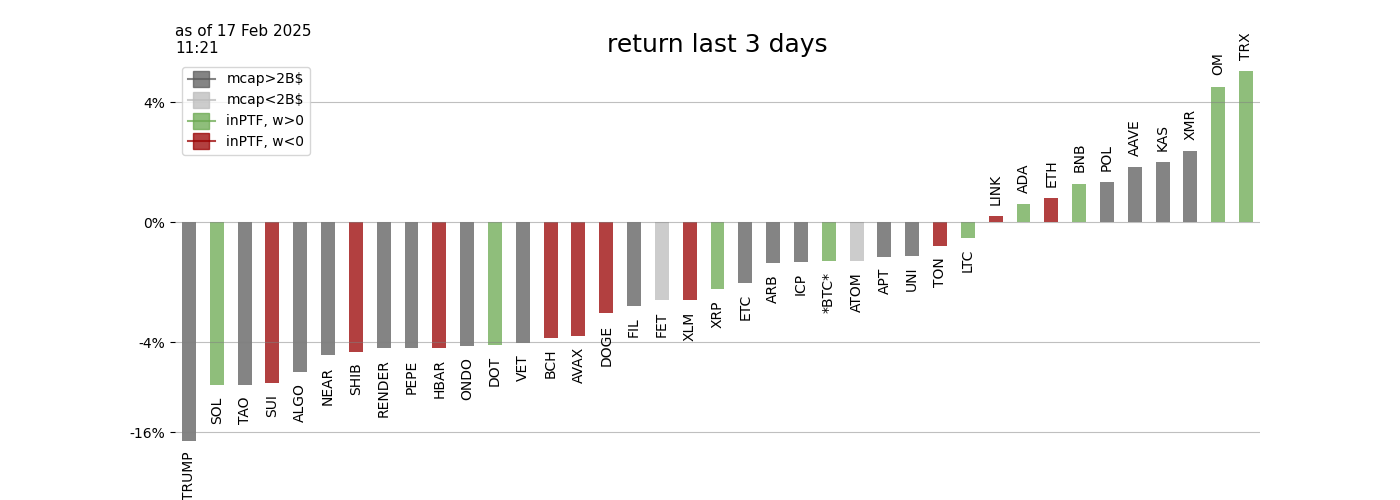 as of 17 Feb 2025
11:21
return last 3 days
mcap>2B$
mcap<2B$
inPTF, w>0
inPTF, w<0
4%
0%
-4%
-16%
TRUMP
SOL
TAO
SUI
ALGO
NEAR
SHIB
RENDER
PEPE
HBAR
ONDO
DOT
VET
BCH
AVAX
DOGE
FIL
FET
XLM
XRP
ETC
ARB
ICP
*BTC*
ATOM
APT
UNI
TON
LTC
LINK
ADA
ETH
BNB
POL
AAVE
KAS
XMR
OM
TRX